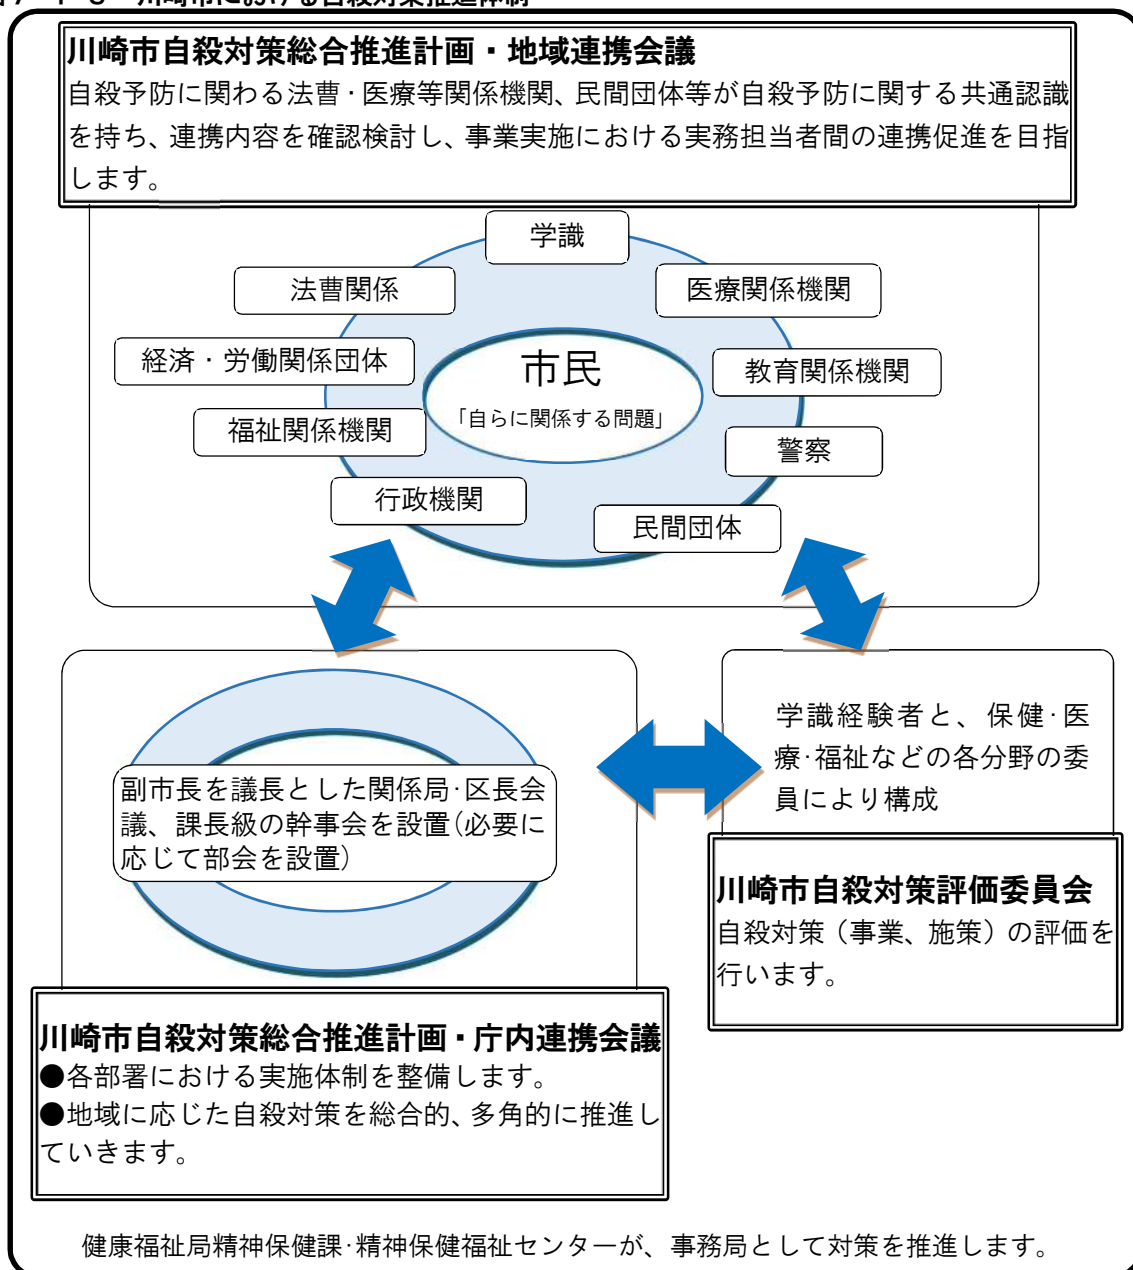 川崎市における自殺対策推進体制
川崎市自殺対策総合推進計画・地域連携会議
自殺予防に関わる法曹･医療等関係機関、民間団体等が自殺予防に関する共通認識
を持ち、連携内容を確認検討し、事業実施における実務担当者間の連携促進を目指
します。
学識
法曹関係
医療関係機関
経済・労働関係団体
市民
教育関係機関
「自らに関係する問題」
福祉関係機関
警察
行政機関
民間団体
副市長を議長とした関係局･区長会
議、課長級の幹事会を設置(必要に
応じて部会を設置)
学識経験者と、保健･医
療･福祉などの各分野の委
員により構成
川崎市自殺対策評価委員会
自殺対策（事業、施策）の評価を
行います。
川崎市自殺対策総合推進計画・庁内連携会議
●各部署における実施体制を整備します。
●地域に応じた自殺対策を総合的、多角的に推進し
ていきます。
健康福祉局精神保健課･精神保健福祉センターが、事務局として対策を推進します。